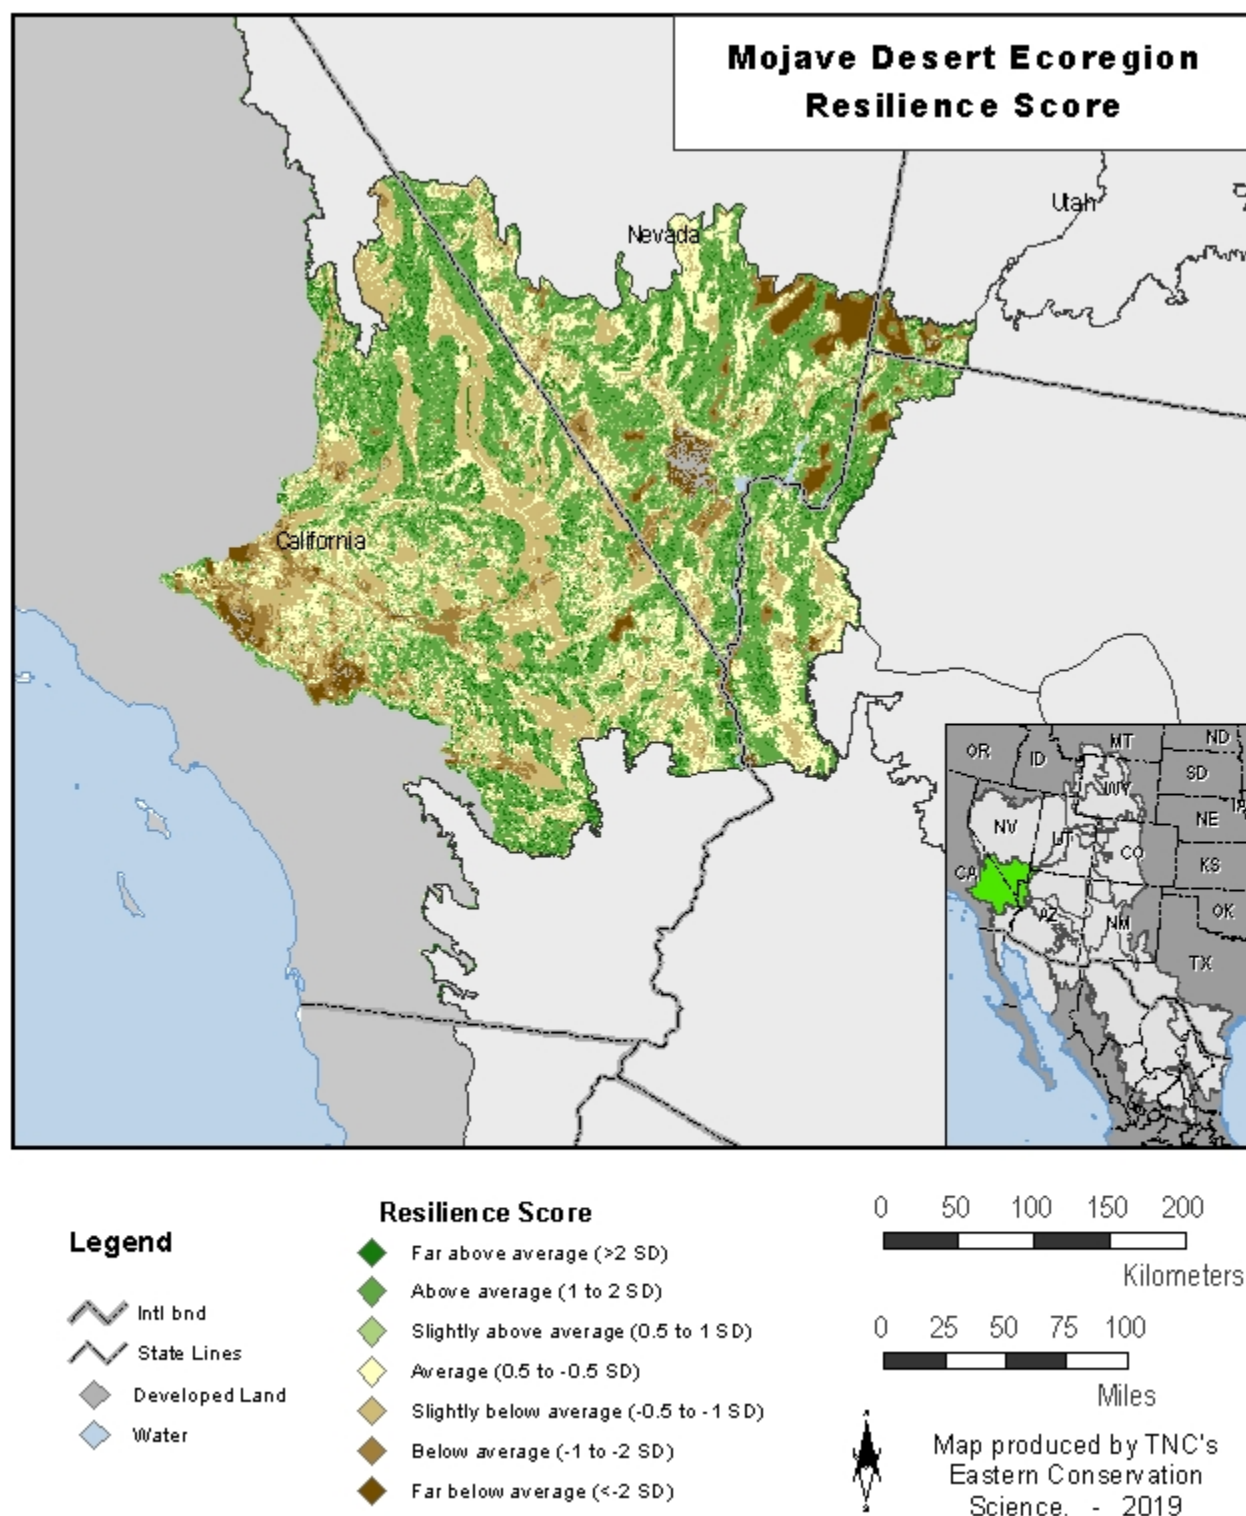 Mojave Desert Ecoregion
Resilience Score
Utah
Nevada
California
OR
ID
MT
ND
SD
WY
NE
IA
NV
UT
CO
KS
CA
AZ
NM
OK
TX
Legend
Intl bnd
State Lines
Developed Land
Water
Resilience Score
Far above average (>2 SD)
Above average (1 to 2 SD)
Slightly above average (0.5 to 1 SD)
Average (0.5 to -0.5 SD)
Slightly below average (-0.5 to -1 SD)
Below average (-1 to -2 SD)
Far below average (<-2 SD)
0 50 100 150 200
Kilometers
0 25 50 75 100
Miles
Map produced by TNC's
Eastern Conservation
Science. - 2019